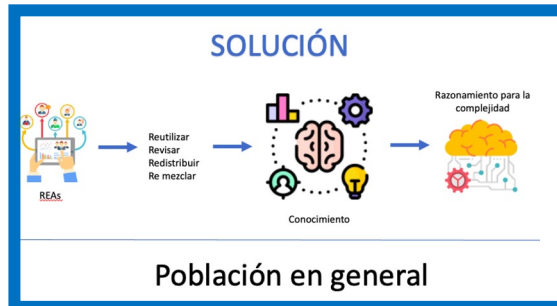 SOLUCIÓN
REAs
Reutilizar
Revisar
Redistribuir
Re mezclar
Conocimiento
Razonamiento para la
complejidad
Población en general